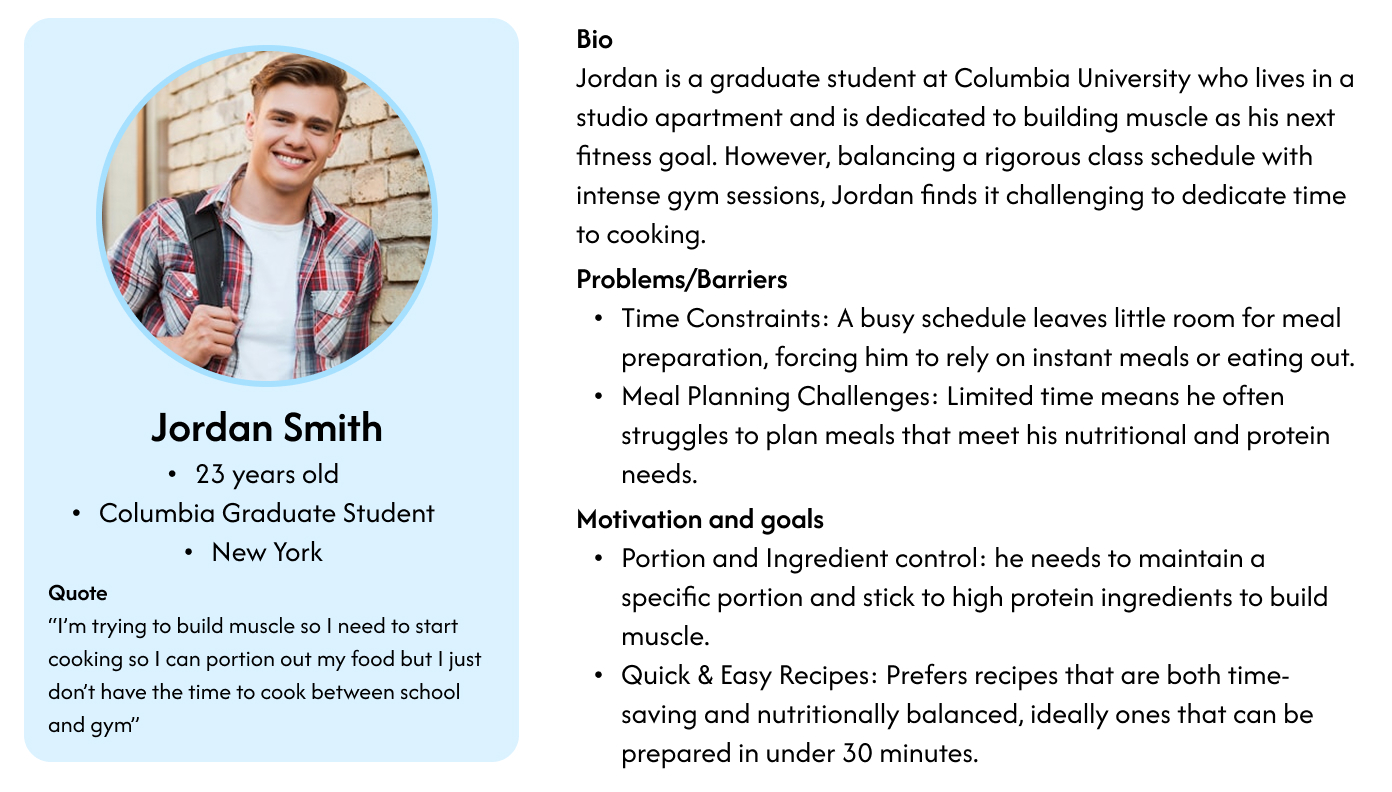 Jordan Smith
• 23 years old
• Columbia Graduate Student
• New York
Quote
“I’m trying to build muscle so I need to start
cooking so I can portion out my food but I just
don’t have the time to cook between school
and gym”
Bio
Jordan is a graduate student at Columbia University who lives in a
studio apartment and is dedicated to building muscle as his next
fitness goal. However, balancing a rigorous class schedule with
intense gym sessions, Jordan finds it challenging to dedicate time
to cooking.
Problems/Barriers
• Time Constraints: A busy schedule leaves little room for meal
preparation, forcing him to rely on instant meals or eating out.
• Meal Planning Challenges: Limited time means he often
struggles to plan meals that meet his nutritional and protein
needs.
Motivation and goals
• Portion and Ingredient control: he needs to maintain a
specific portion and stick to high protein ingredients to build
muscle.
• Quick & Easy Recipes: Prefers recipes that are both time-
saving and nutritionally balanced, ideally ones that can be
prepared in under 30 minutes.